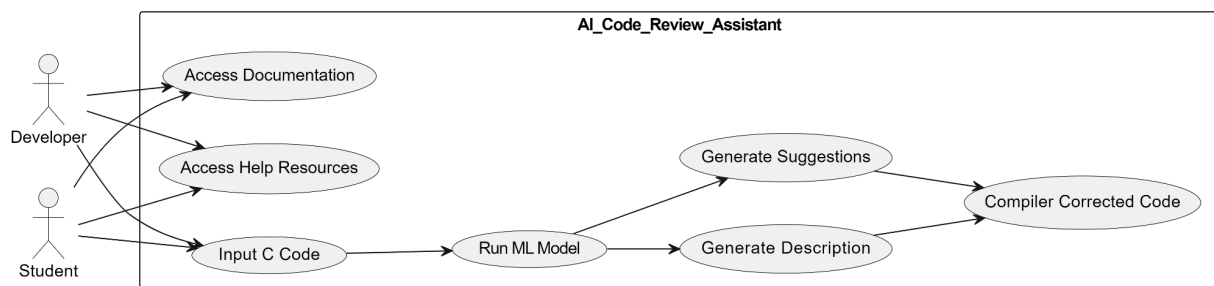 AI_Code_Review_Assistant
Access Documentation
Developer
Access Help Resources
Generate Suggestions
Compiler Corrected Code
Student
Input C Code
Run ML Model
Generate Description